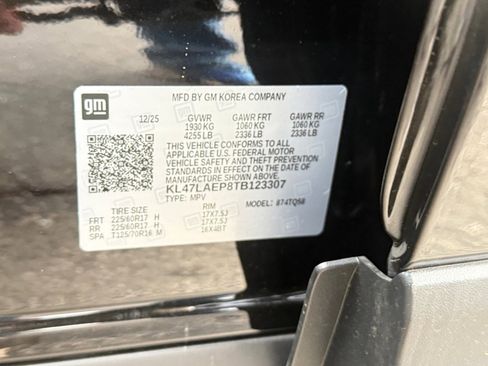 gm
MFD BY GM KOREA COMPANY
12/25 GVWR GAWR FRT GAWR RR
1930 KG 1060 KG 1060 KG
4255 LB 2336 LB 2336 LB
THIS VEHICLE CONFORMS TO ALL
APPLICABLE U.S. FEDERAL MOTOR
VEHICLE SAFETY AND THEFT PREVENTION
STANDARDS IN EFFECT ON THE DATE OF
MANUFACTURE SHOWN ABOVE.
KL47LAEP8TB123307
TYPE: MPV MODEL: 874TQ58
TIRE SIZE RIM
FRT 225/60R17 H 17X7.5J
RR 225/60R17 H 17X7.5J
SPA T125/70R16 M 16X4BT